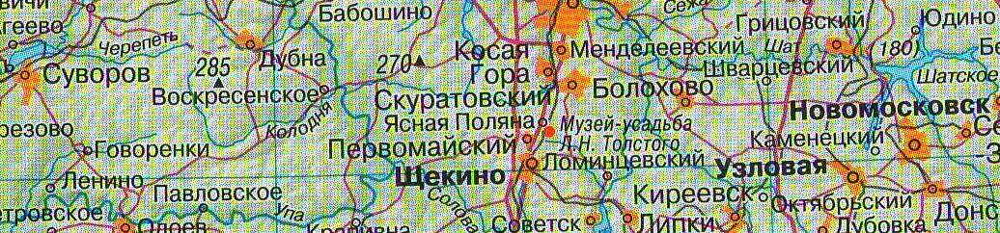 Бабошино
Грицовский
Юдино
Черепеть
Косая
Гора
Менделеевский
Шат
(180)
Суворов
285
Дубна
270
Шварцевский
Шатское
Воскресенское
Скуратовский
Болохово
Новомосковск
Колодня
Ясная Поляна
Музей-усадьба
Л.Н. Толстого
Каменецкий
Говоренки
Первомайский
Ломинцевский
Узловая
Ленино
Щекино
Павловское
Киреевск
Октябрьский
Упа
Солова
Советск
Липки
Дубовка